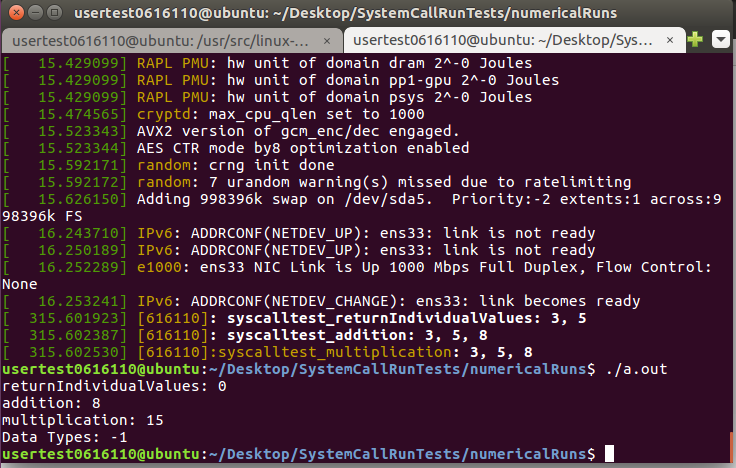 usertest0616110@ubuntu: ~/Desktop/SystemCallRunTests/numericalRuns
usertest0616110@ubuntu: /usr/src/linux-... × usertest0616110@ubuntu: ~/Desktop/Sys... ×
[   15.429099] RAPL PMU: hw unit of domain dram 2^-0 Joules
[   15.429099] RAPL PMU: hw unit of domain pp1-gpu 2^-0 Joules
[   15.429099] RAPL PMU: hw unit of domain psys 2^-0 Joules
[   15.474565] cryptd: max_cpu_qlen set to 1000
[   15.523343] AVX2 version of gcm_enc/dec engaged.
[   15.523344] AES CTR mode by8 optimization enabled
[   15.592171] random: crng init done
[   15.592172] random: 7 urandom warning(s) missed due to ratelimiting
[   15.626150] Adding 998396k swap on /dev/sda5.  Priority:-2 extents:1 across:9
98396k FS
[   16.243710] IPv6: ADDRCONF(NETDEV_UP): ens33: link is not ready
[   16.250189] IPv6: ADDRCONF(NETDEV_UP): ens33: link is not ready
[   16.252289] e1000: ens33 NIC Link is Up 1000 Mbps Full Duplex, Flow Control:
None
[   16.253241] IPv6: ADDRCONF(NETDEV_CHANGE): ens33: link becomes ready
[  315.601923] [616110]: syscalltest_returnIndividualValues: 3, 5
[  315.602387] [616110]: syscalltest_addition: 3, 5, 8
[  315.602530] [616110]:syscalltest_multiplication: 3, 5, 8
usertest0616110@ubuntu:~/Desktop/SystemCallRunTests/numericalRuns$ ./a.out
returnIndividualValues: 0
addition: 8
multiplication: 15
Data Types: -1
usertest0616110@ubuntu:~/Desktop/SystemCallRunTests/numericalRuns$